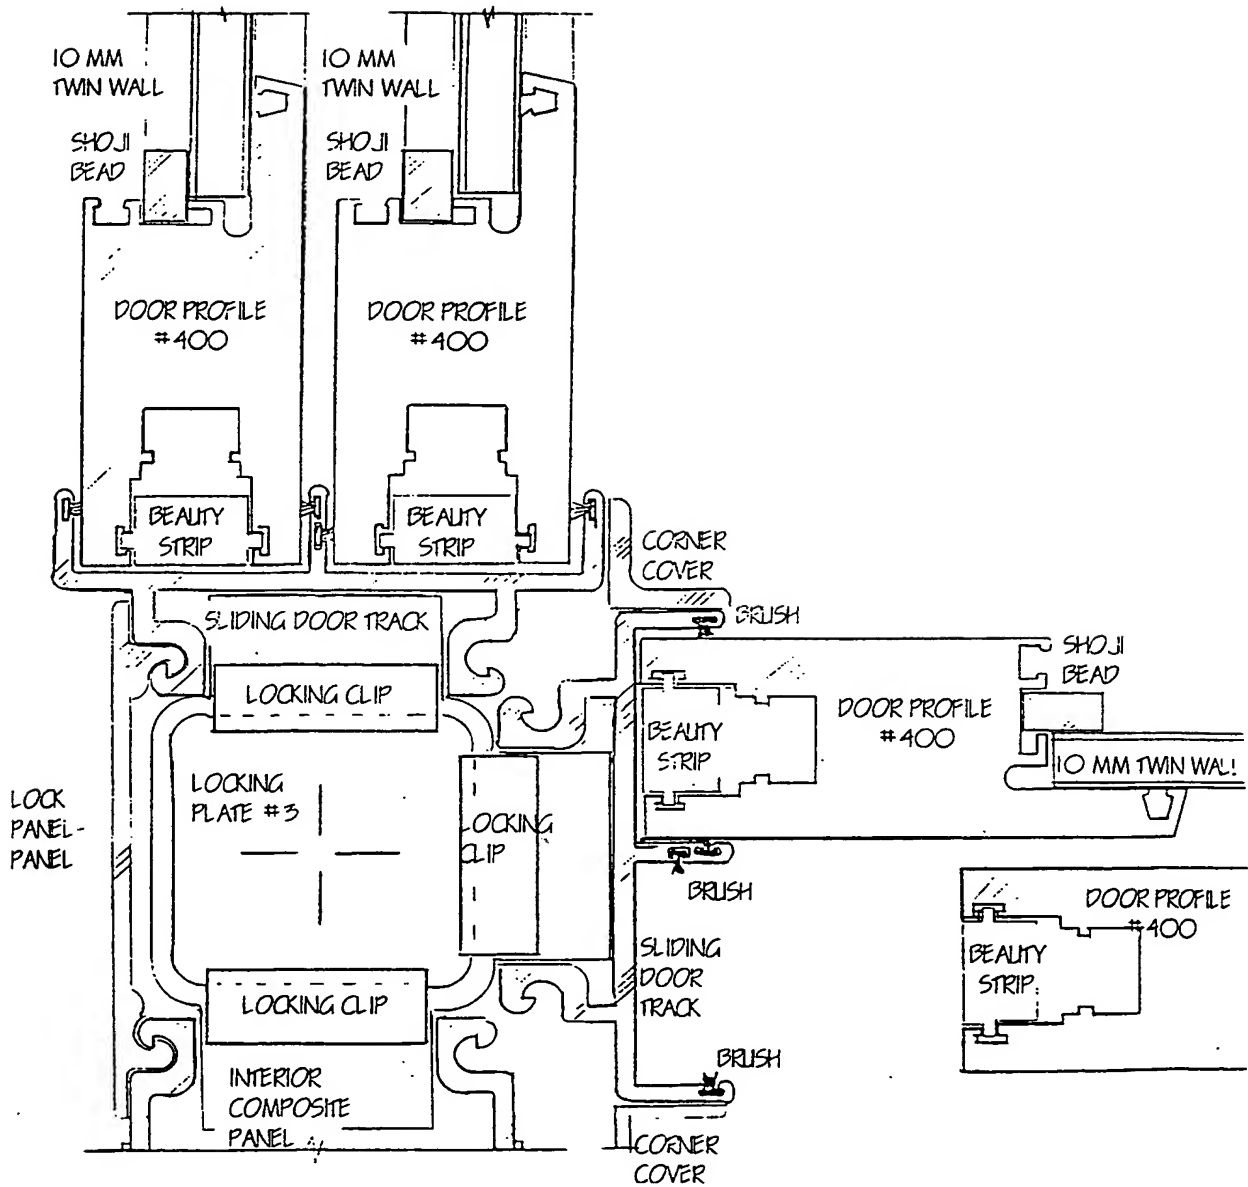 10 MM
TWIN WALL
10 MM
TWIN WALL
SHOJI
BEAD
SHOJI
BEAD
DOOR PROFILE
#400
DOOR PROFILE
#400
BEAUTY
STRIP
BEAUTY
STRIP
CORNER
COVER
BRUSH
SLIDING DOOR TRACK
LOCKING CLIP
SHOJI
BEAD
DOOR PROFILE
#400
BEAUTY
STRIP
10 MM TWIN WALL
LOCKING
PLATE #3
LOCK
PANEL-
PANEL
LOCKING
CLIP
BRUSH
DOOR PROFILE
#400
BEAUTY
STRIP
SLIDING
DOOR
TRACK
LOCKING CLIP
BRUSH
INTERIOR
COMPOSITE
PANEL
CORNER
COVER